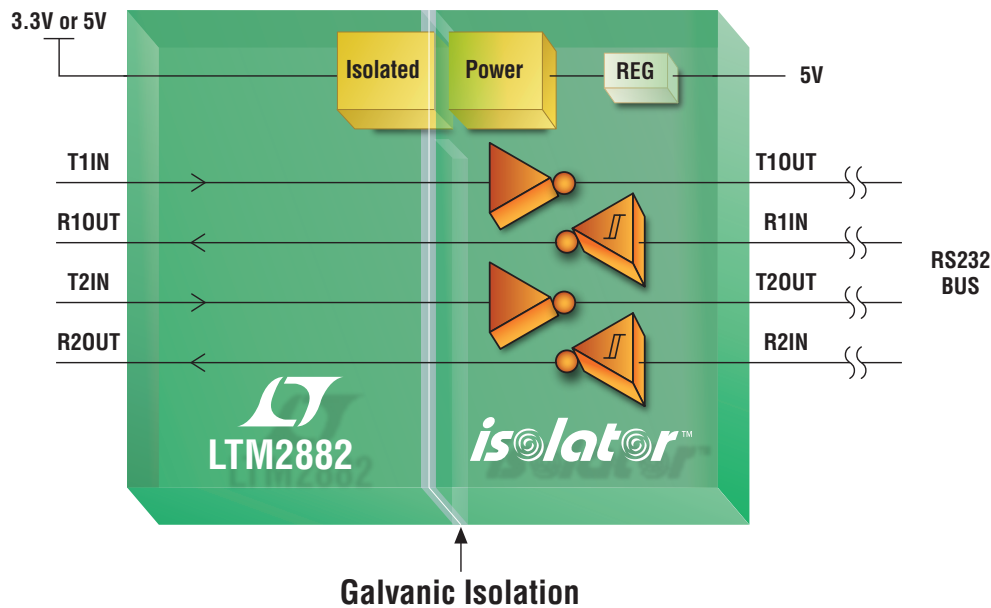 3.3V or 5V
Isolated
Power
REG
5V
T1IN
T1OUT
R1OUT
R1IN
T2IN
T2OUT
R2OUT
R2IN
RS232
BUS
LTM2882
isolator™
Galvanic Isolation